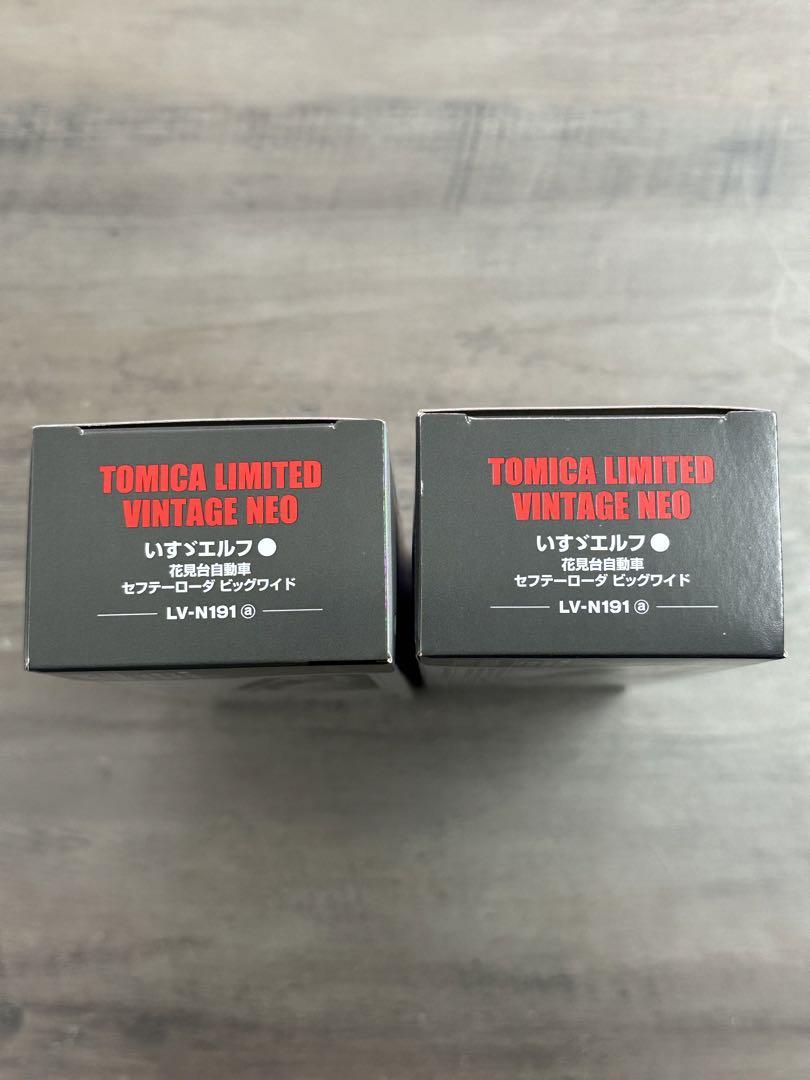 TOMICA LIMITED
VINTAGE NEO
いすゞエルフ
花見台自動車
セフテーローダ ビッグワイド
LV-N191 ⓐ
TOMICA LIMITED
VINTAGE NEO
いすゞエルフ
花見台自動車
セフテーローダ ビッグワイド
LV-N191 ⓐ